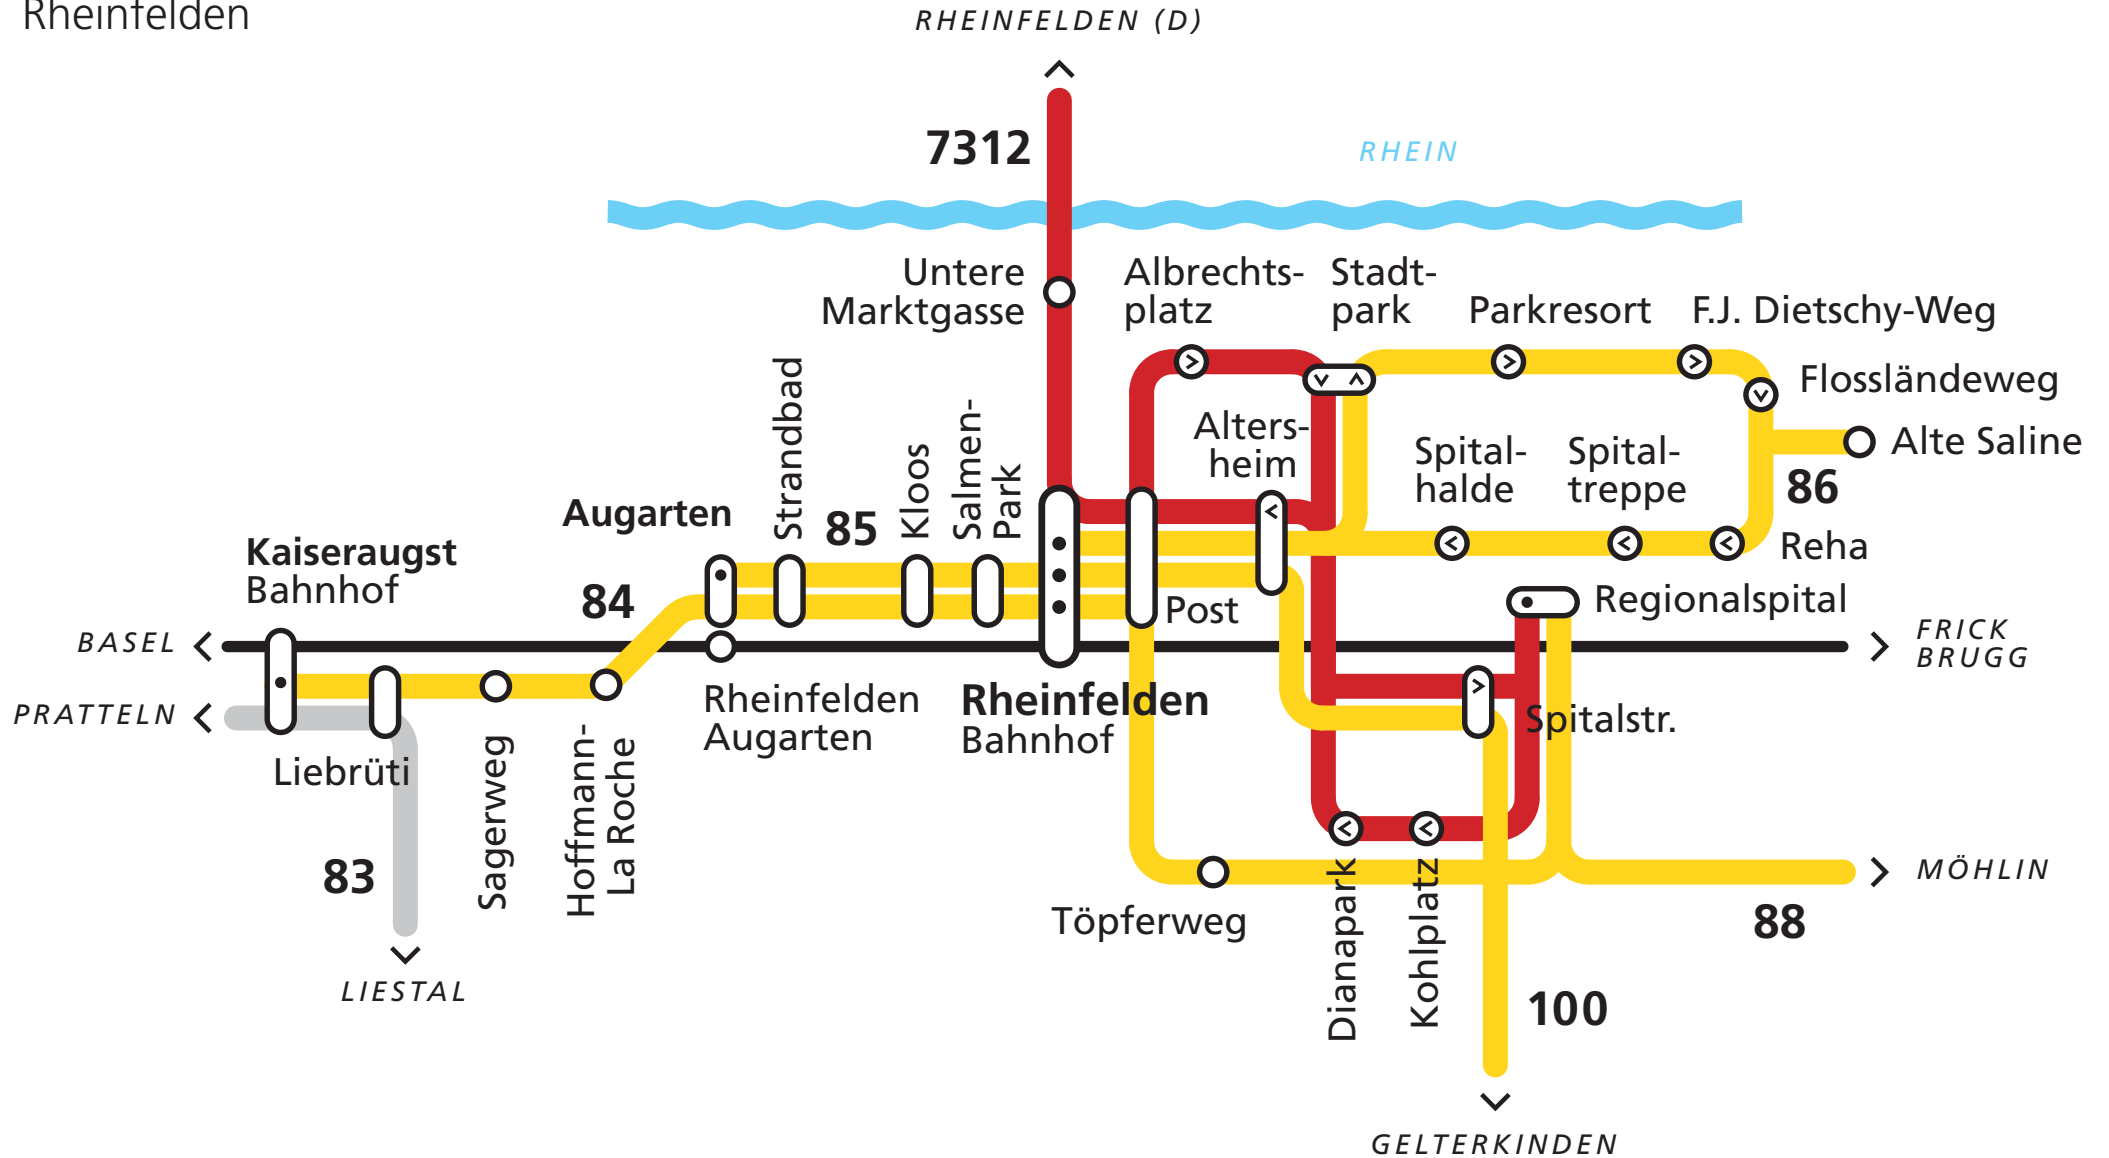 Rheinfelden
RHEINFELDEN (D)
7312
RHEIN
Untere
Marktgasse
Albrechts-
platz
Stadt-
park
Parkresort
F.J. Dietschy-Weg
Flossländeweg
Alte Saline
86
Reha
Alters-
heim
Spital-
halde
Spital-
treppe
Strandbad
85
Kloos
Salmen-
Park
Augarten
Kaiseraugst
Bahnhof
84
Post
Regionalspital
BASEL
FRICK
BRUGG
PRATTELN
Rheinfelden
Augarten
Rheinfelden
Bahnhof
Spitalstr.
Liebrüti
Sagerweg
Hoffmann-
La Roche
83
LIESTAL
Töpferweg
Dianapark
Kohlplatz
MÖHLIN
88
100
GELTERKINDEN